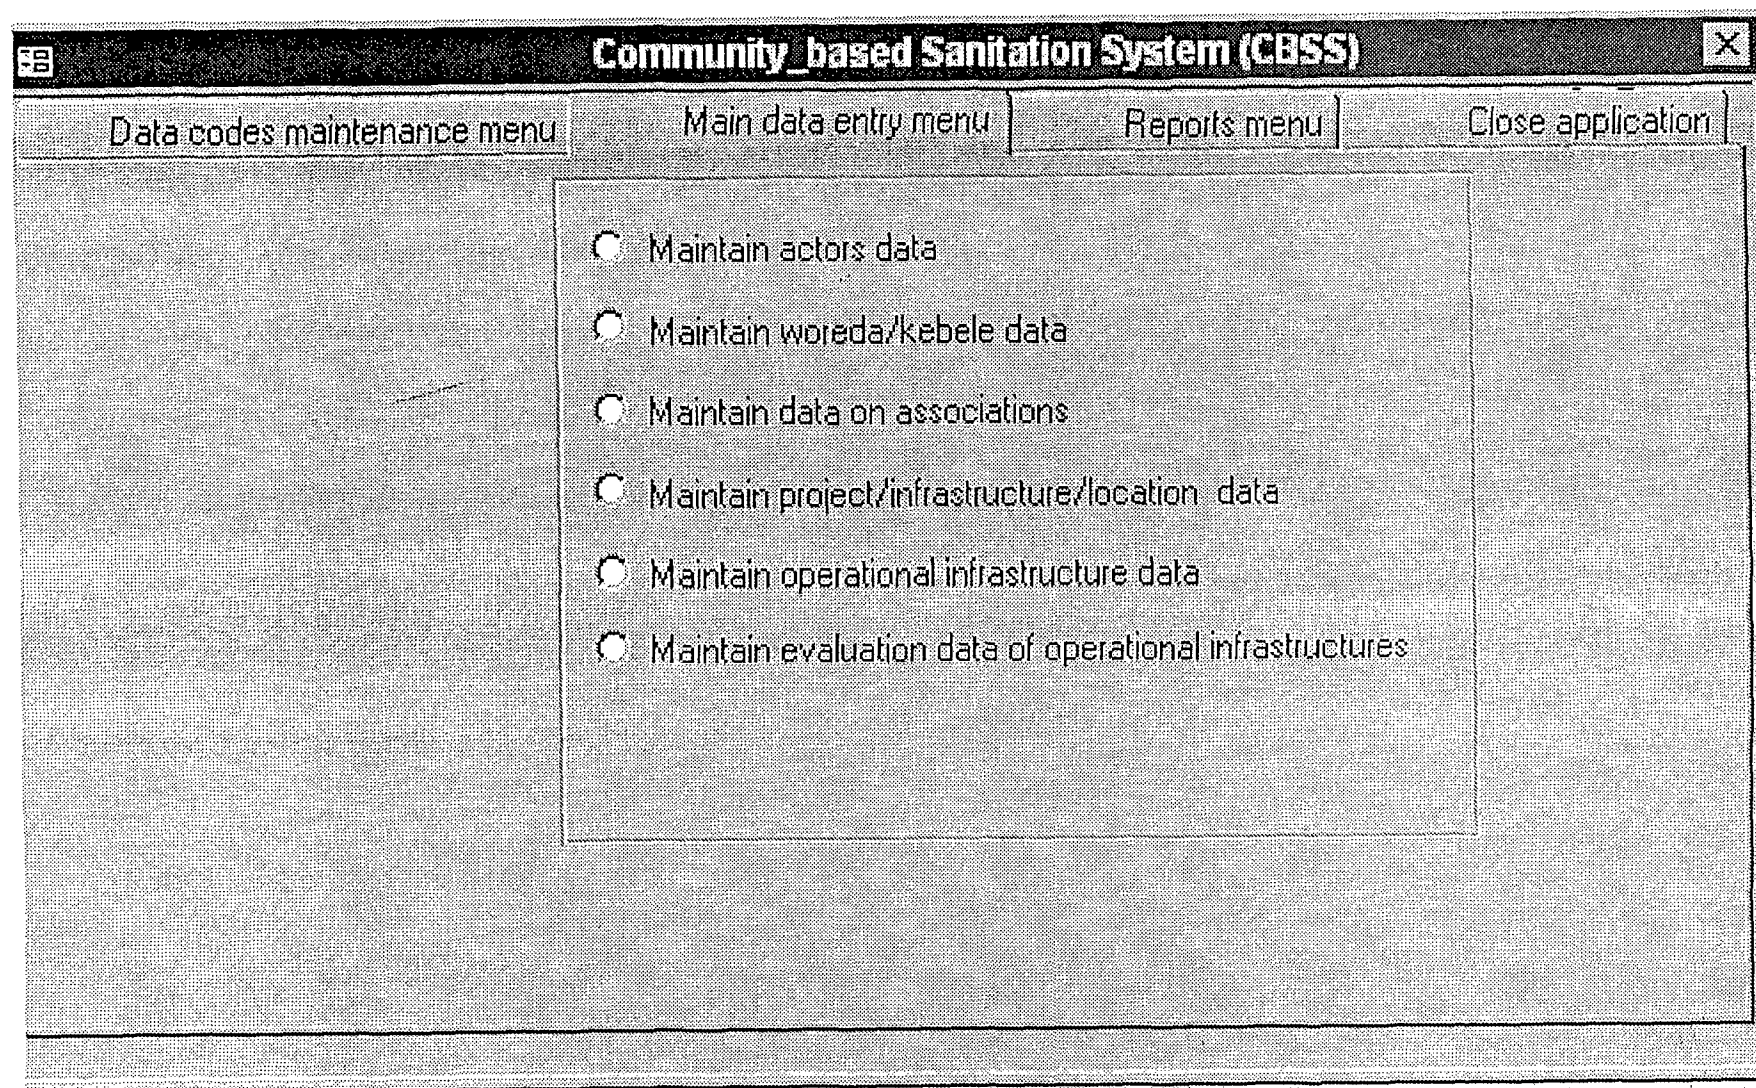 Community_based Sanitation System (CBSS)
Data codes maintenance menu Main data entry menu Reports menu Close application
Maintain actors data
Maintain woreda/kebele data
Maintain data on associations
Maintain project/infrastructure/location data
Maintain operational infrastructure data
Maintain evaluation data of operational infrastructures